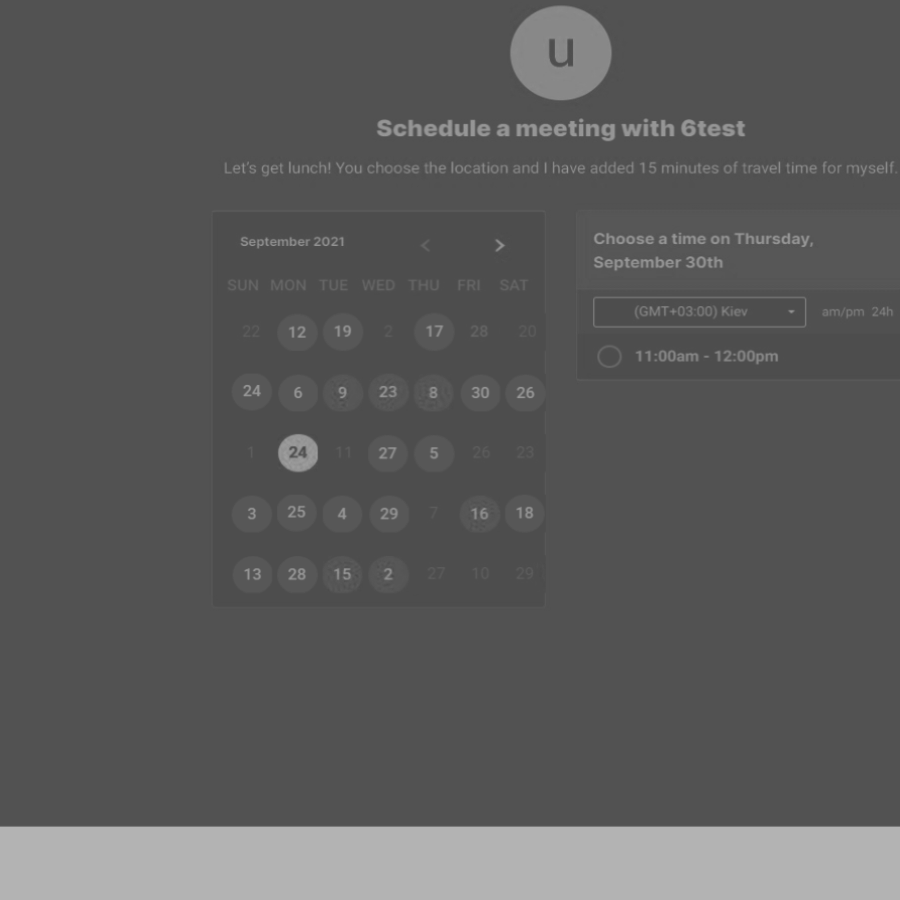 u
Schedule a meeting with 6test
Let's get lunch! You choose the location and I have added 15 minutes of travel time for myself.
September 2021 < >
SUN MON TUE WED THU FRI SAT
22 12 19 2 17 28 20
24 6 9 23 8 30 26
1 24 11 27 5 26 23
3 25 4 29 7 16 18
13 28 15 2 27 10 29
Choose a time on Thursday,
September 30th
(GMT+03:00) Kiev am/pm 24h
11:00am - 12:00pm